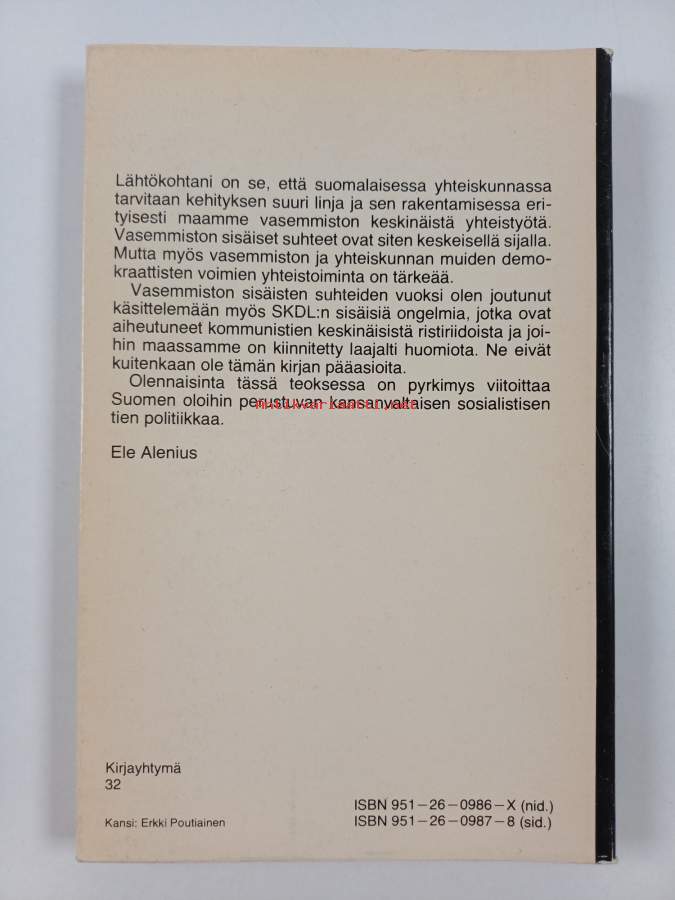 Lähtökohtani on se, että suomalaisessa yhteiskunnassa
tarvitaan kehityksen suuri linja ja sen rakentamisessa eri-
tyisesti maamme vasemmiston keskinäistä yhteistyötä.
Vasemmiston sisäiset suhteet ovat siten keskeisellä sijalla.
Mutta myös vasemmiston ja yhteiskunnan muiden demo-
kraattisten voimien yhteistoiminta on tärkeää.
Vasemmiston sisäisten suhteiden vuoksi olen joutunut
käsittelemään myös SKDL:n sisäisiä ongelmia, jotka ovat
aiheutuneet kommunistien keskinäisistä ristiriidoista ja joi-
hin maassamme on kiinnitetty laajalti huomiota. Ne eivät
kuitenkaan ole tämän kirjan pääasioita.
Olennaisinta tässä teoksessa on pyrkimys viitoittaa
Suomen oloihin perustuvan kansanvaltaisen sosialistisen
Antikvariaatti.net
tien politiikkaa.
Ele Alenius
Kirjayhtymä
32
Kansi: Erkki Poutiainen
ISBN 951–26–0986–X (nid.)
ISBN 951–26–0987–8 (sid.)